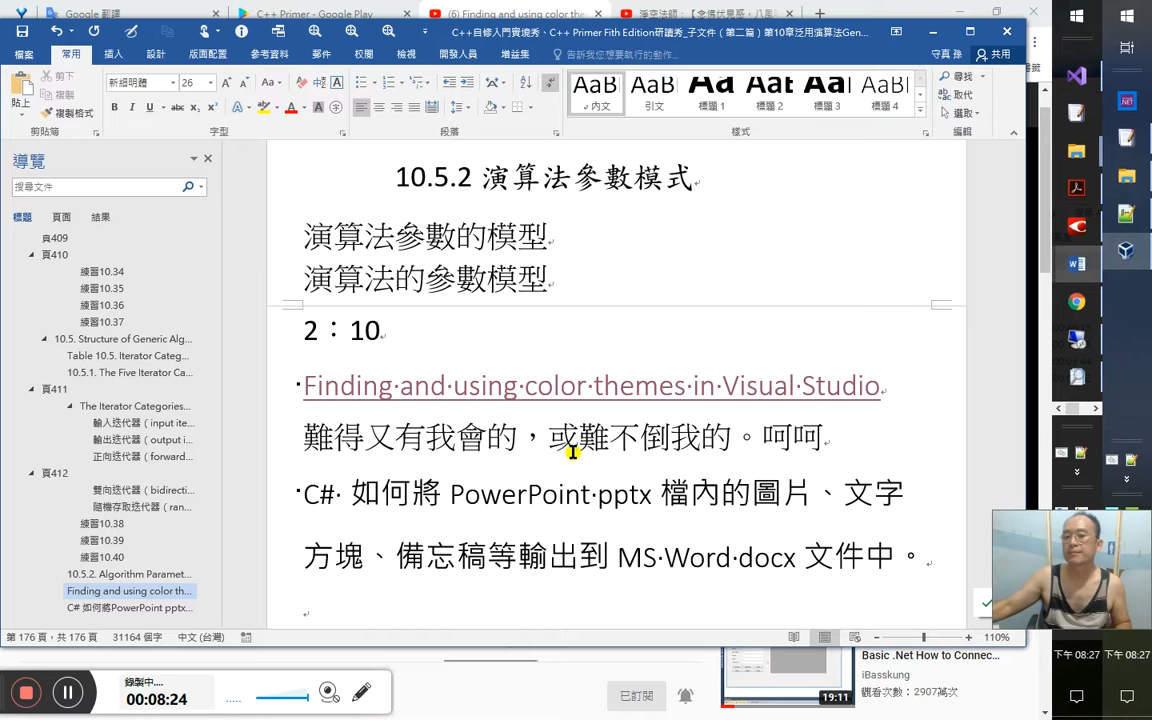 Google 翻譯
C++ Primer - Google Play
(6) Finding and using color the
淨空法師：【念佛伏惑，八風
C++自修入門實境秀、C++ Primer Fifth Edition研讀秀_子文件（第二篇）第10章泛用演算法Gen...
檔案 常用 插入 設計 版面配置 參考資料 郵件 校閱 檢視 開發人員 增益集 告訴我您想要執行的動作... 守真 孫 共用
貼上 剪下 複製 複製格式
新細明體 26
AaB 內文
AaBb 引文
Aa 標題 1
Aat 標題 2
AaB 標題 3
AaBb 標題 4
尋找
取代
選取
剪貼簿 字型 段落 樣式 編輯
導覽
搜尋文件
標題 頁面 結果
頁409
頁410
練習10.34
練習10.35
練習10.36
練習10.37
10.5. Structure of Generic Alg...
Table 10.5. Iterator Categ...
10.5.1. The Five Iterator Ca...
頁411
The Iterator Categories...
輸入迭代器（input ite...
輸出迭代器（output i...
正向迭代器（forward...
頁412
雙向迭代器（bidirecti...
隨機存取迭代器（ran...
練習10.38
練習10.39
練習10.40
10.5.2. Algorithm Paramet...
Finding and using color th...
C# 如何將PowerPoint pptx...
10.5.2 演算法參數模式
演算法參數的模型
演算法的參數模型
2：10
Finding·and·using·color·themes·in·Visual·Studio
難得又有我會的，或難不倒我的。呵呵
C#· 如何將 PowerPoint·pptx 檔內的圖片、文字
方塊、備忘稿等輸出到 MS·Word·docx 文件中。
第 176 頁，共 176 頁 31164 個字 中文 (台灣) 110%
錄製中...
00:08:24
已訂閱
19:11
Basic .Net How to Connec...
iBasskung
觀看次數：2907萬次
下午 08:27 下午 08:27